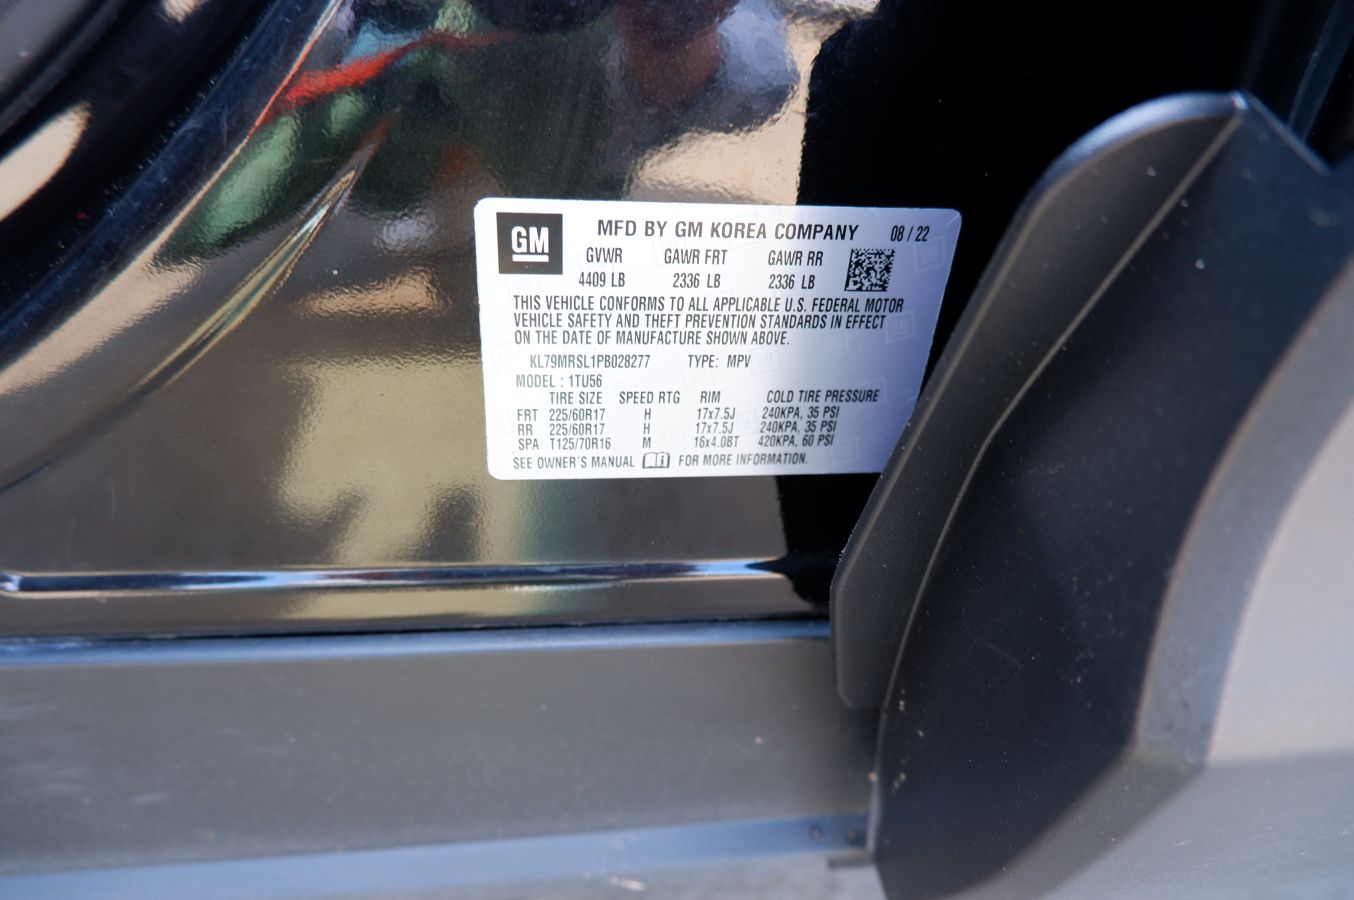 GM
MFD BY GM KOREA COMPANY 08 / 22
GVWR GAWR FRT GAWR RR
4409 LB 2336 LB 2336 LB
THIS VEHICLE CONFORMS TO ALL APPLICABLE U.S. FEDERAL MOTOR
VEHICLE SAFETY AND THEFT PREVENTION STANDARDS IN EFFECT
ON THE DATE OF MANUFACTURE SHOWN ABOVE.
KL79MRSL1PB028277 TYPE: MPV
MODEL : 1TU56
TIRE SIZE SPEED RTG RIM COLD TIRE PRESSURE
FRT 225/60R17 H 17x7.5J 240KPA, 35 PSI
RR 225/60R17 H 17x7.5J 240KPA, 35 PSI
SPA T125/70R16 M 16x4.0BT 420KPA, 60 PSI
SEE OWNER'S MANUAL FOR MORE INFORMATION.